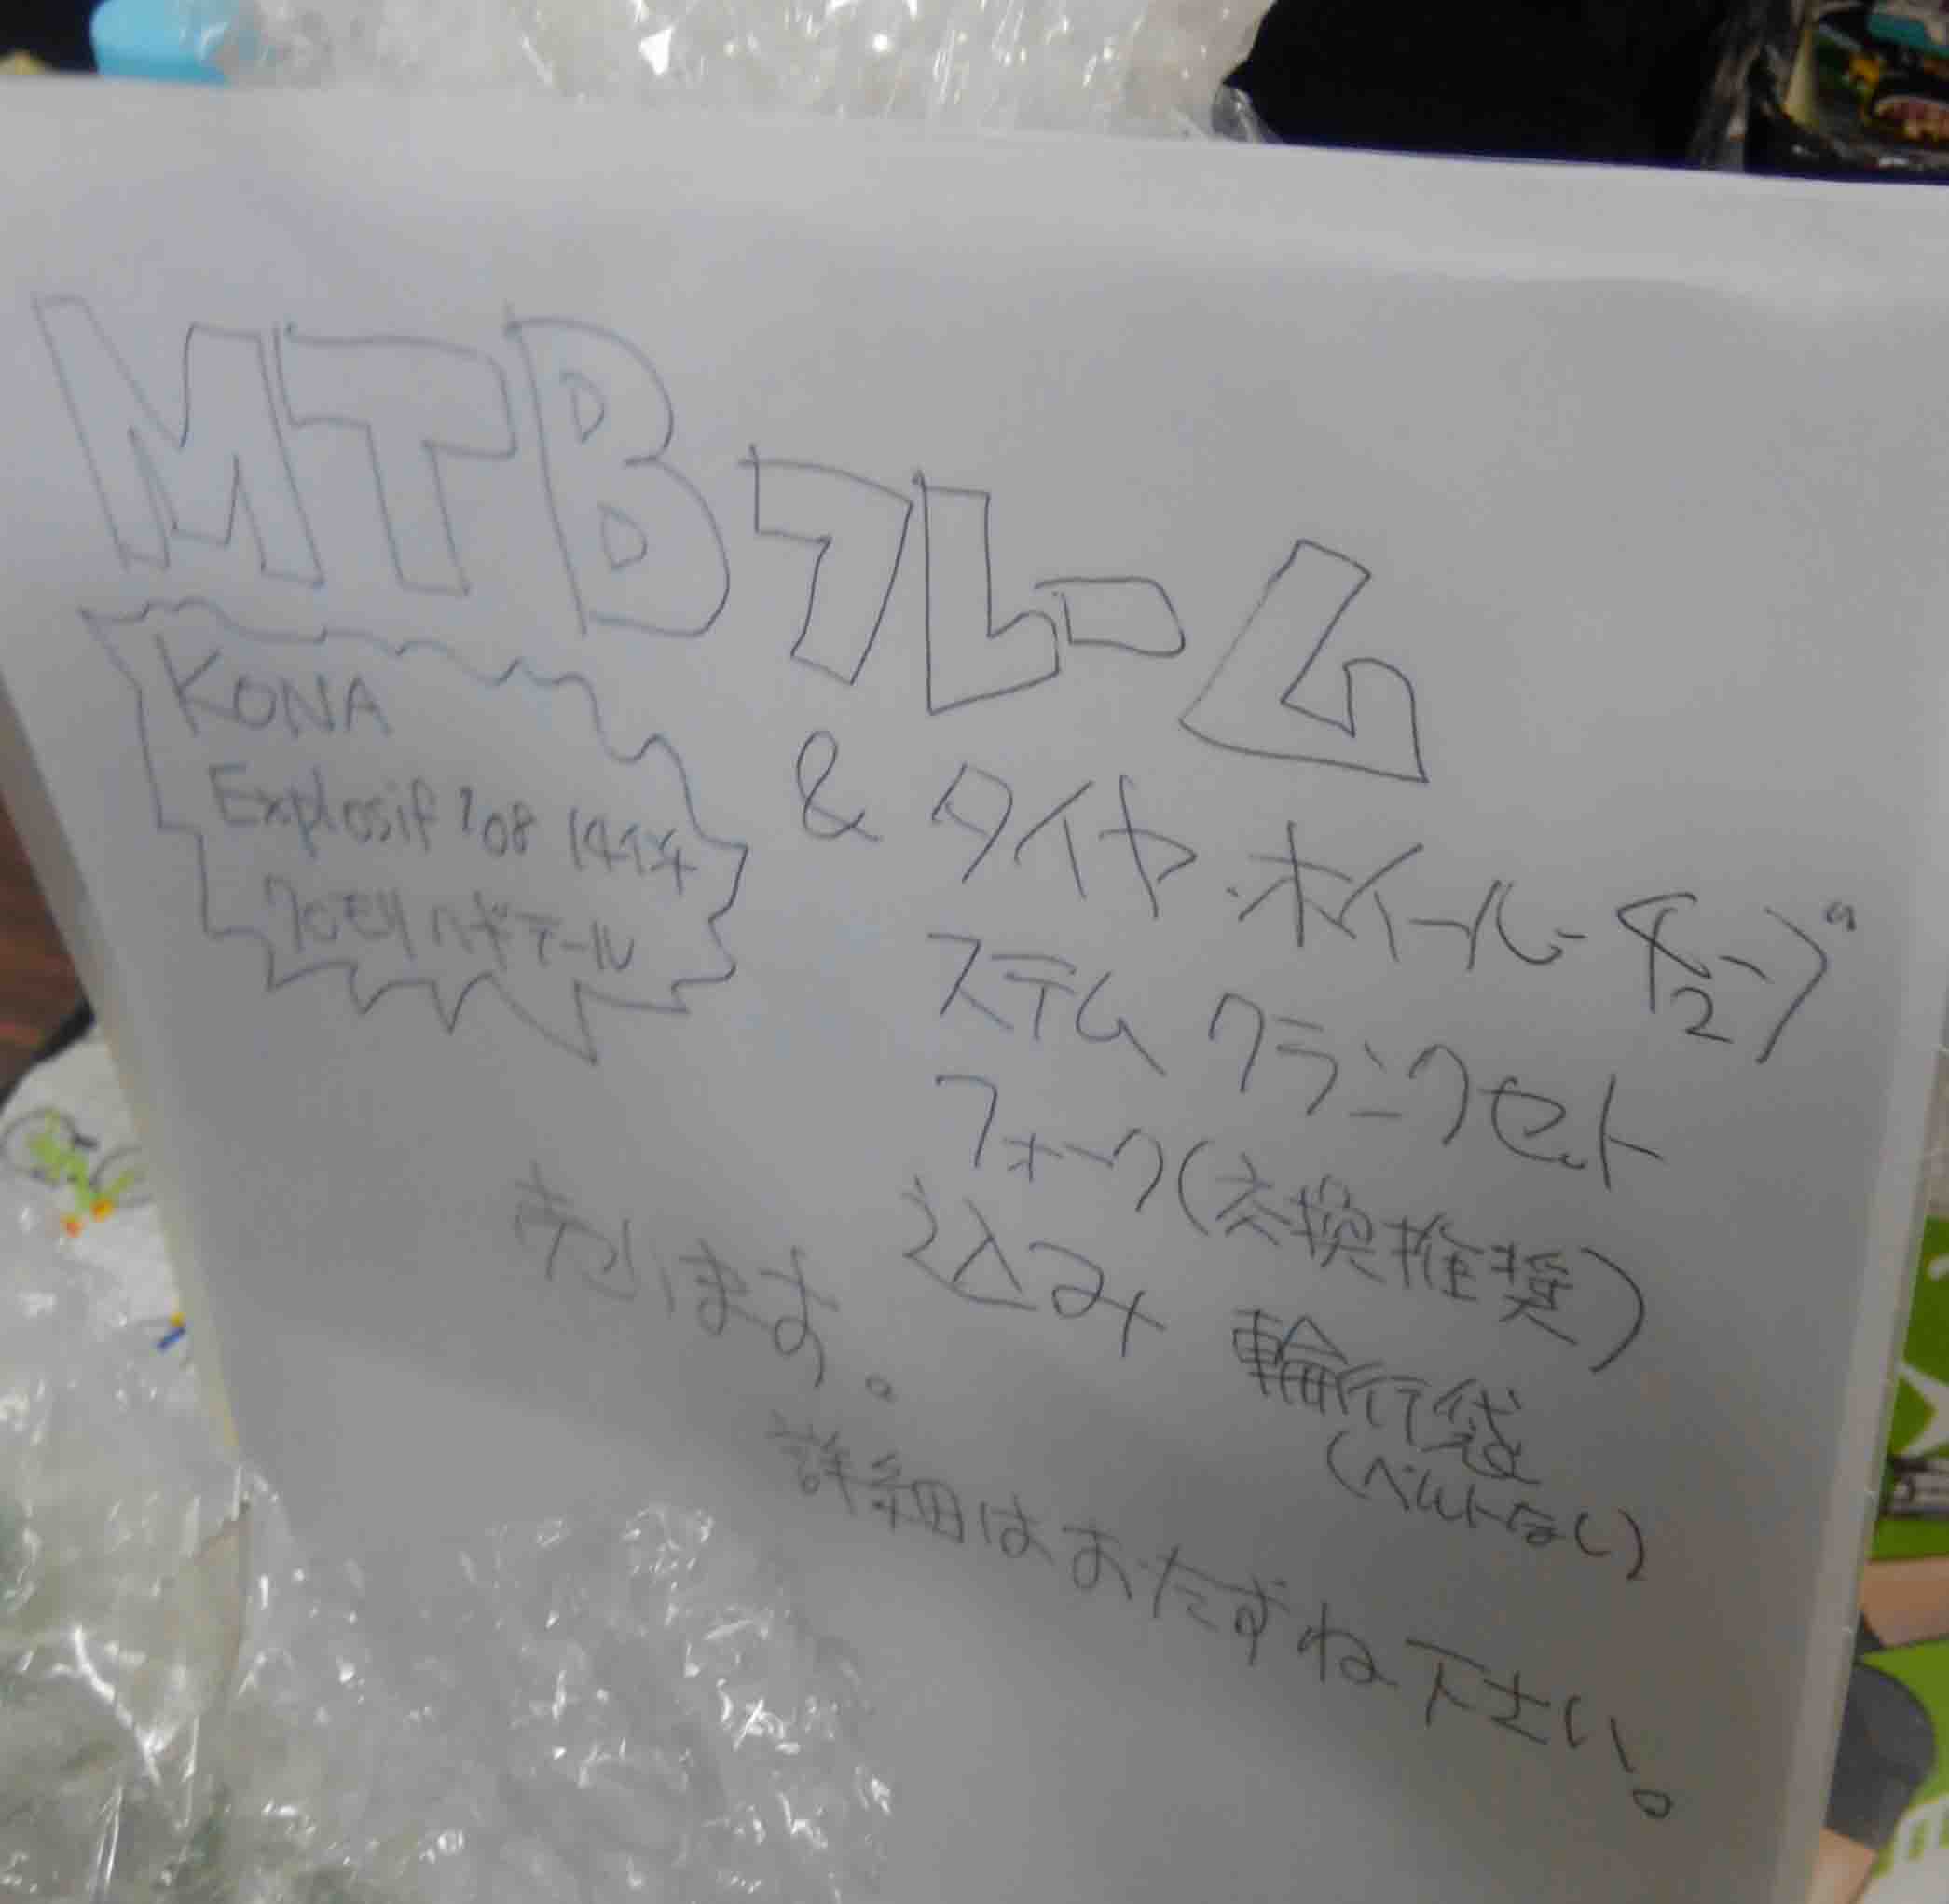 MTBフレーム
KONA
Explosif '08 14インチ
クロモリハードテール
& タイヤ・ホイール・チューブ
ステム クランクセット
フォーク(交換推奨)
込み 輪行袋
(ベルトなし)
売ります。
詳細はおたずね下さい。